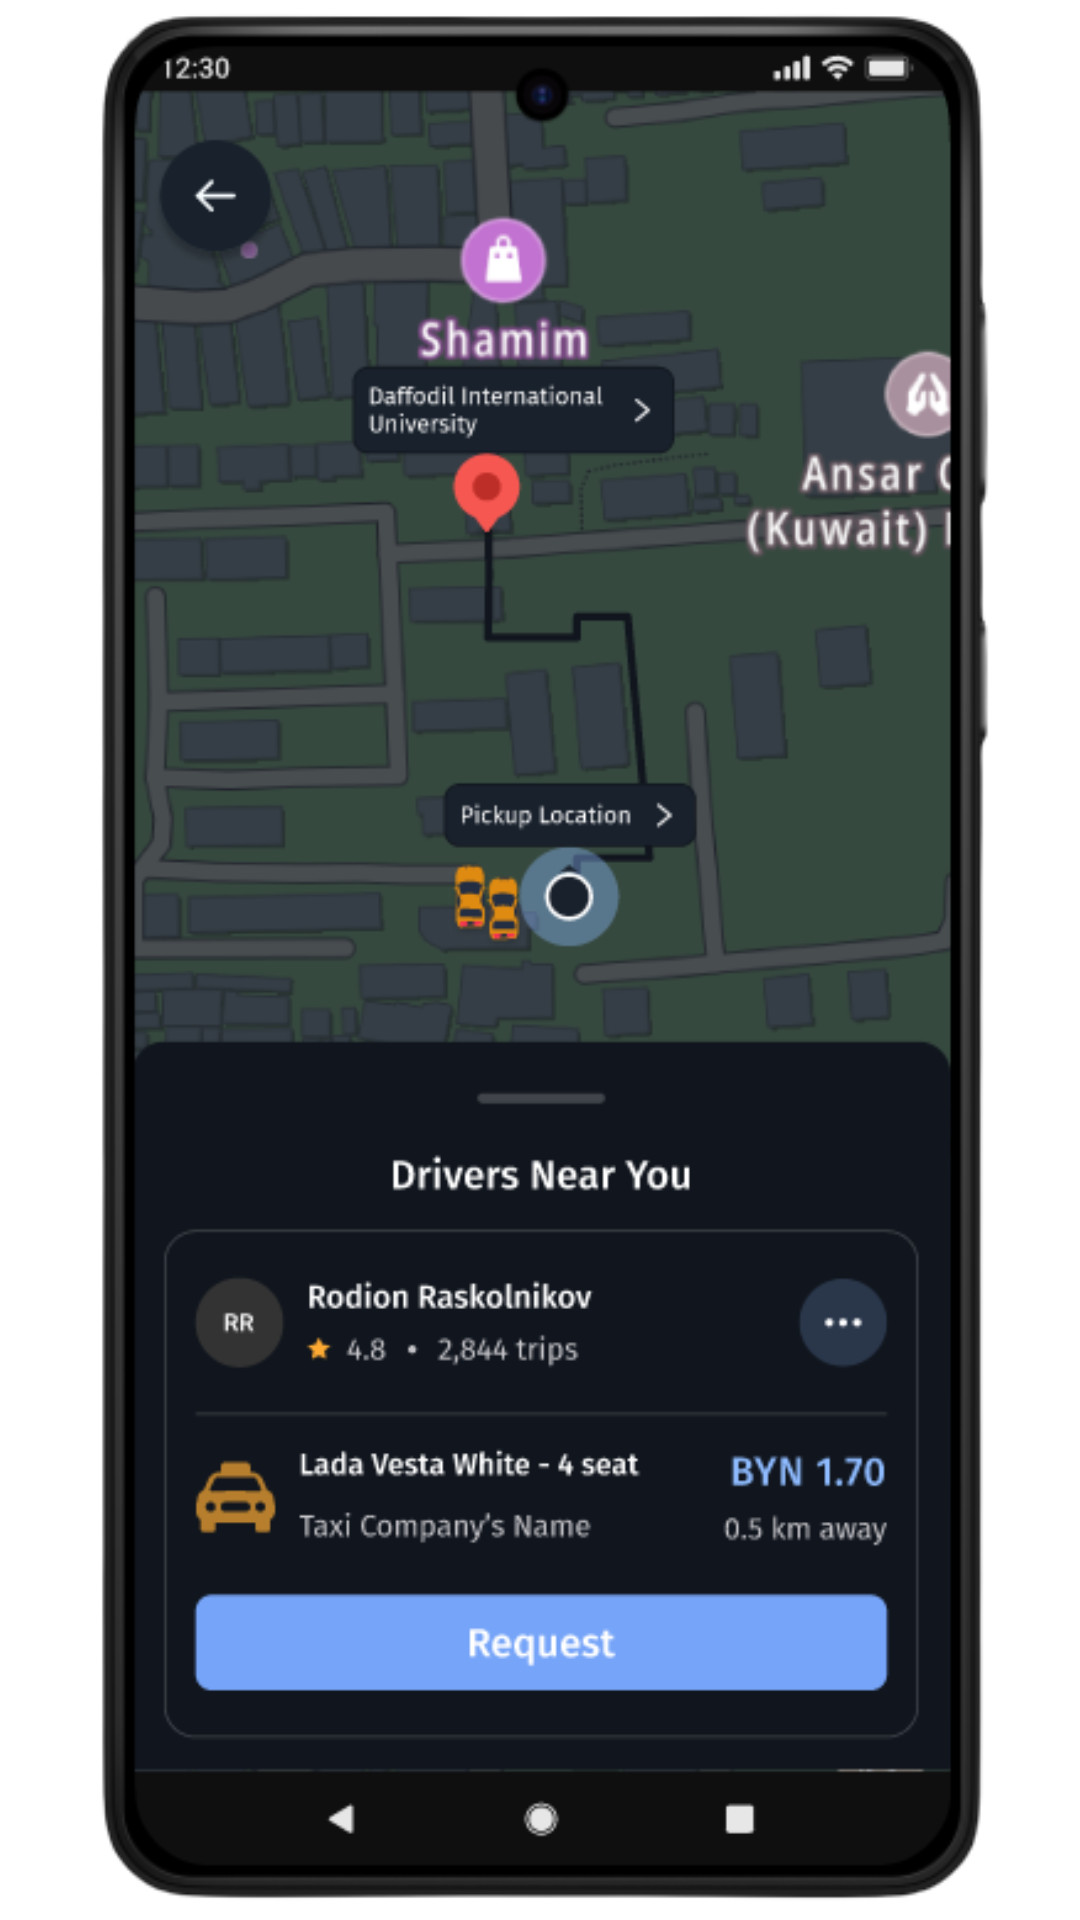 12:30
Shamim
Daffodil International
University
Ansar
(Kuwait)
Pickup Location
Drivers Near You
RR
Rodion Raskolnikov
4.8 • 2,844 trips
Lada Vesta White - 4 seat
BYN 1.70
Taxi Company's Name
0.5 km away
Request